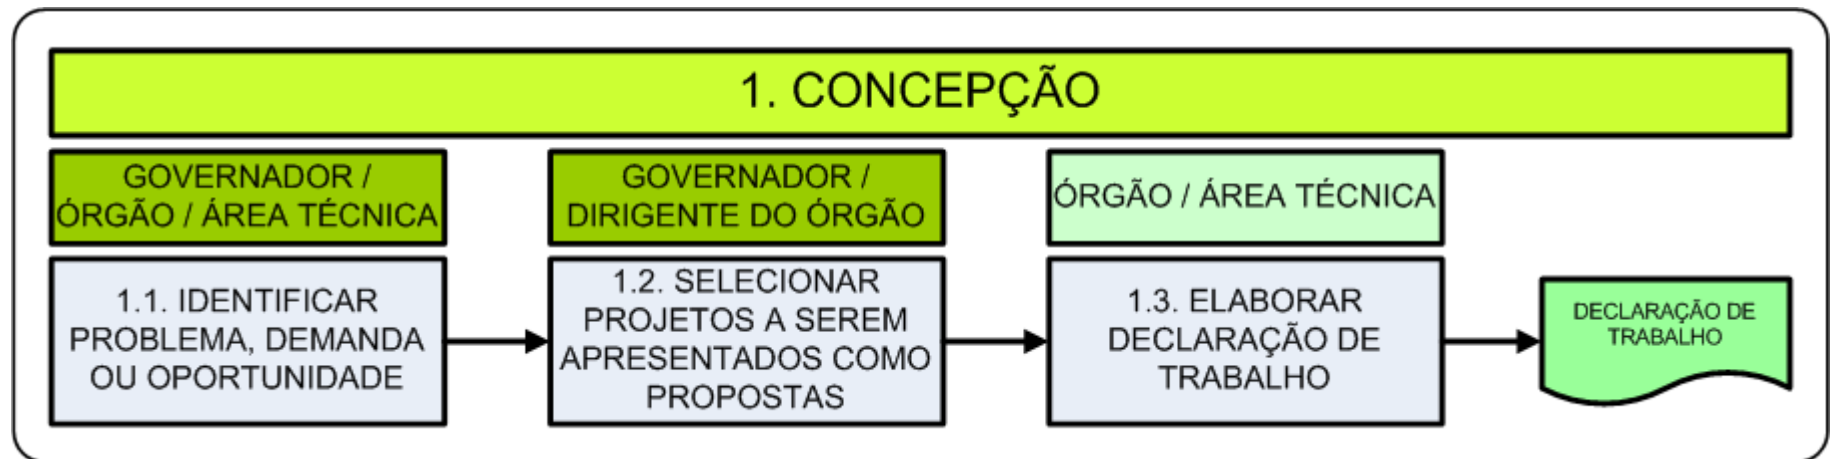 1. CONCEPÇÃO
GOVERNADOR /
ÓRGÃO / ÁREA TÉCNICA
GOVERNADOR /
DIRIGENTE DO ÓRGÃO
ÓRGÃO / ÁREA TÉCNICA
1.1. IDENTIFICAR
PROBLEMA, DEMANDA
OU OPORTUNIDADE
1.2. SELECIONAR
PROJETOS A SEREM
APRESENTADOS COMO
PROPOSTAS
1.3. ELABORAR
DECLARAÇÃO DE
TRABALHO
DECLARAÇÃO DE
TRABALHO